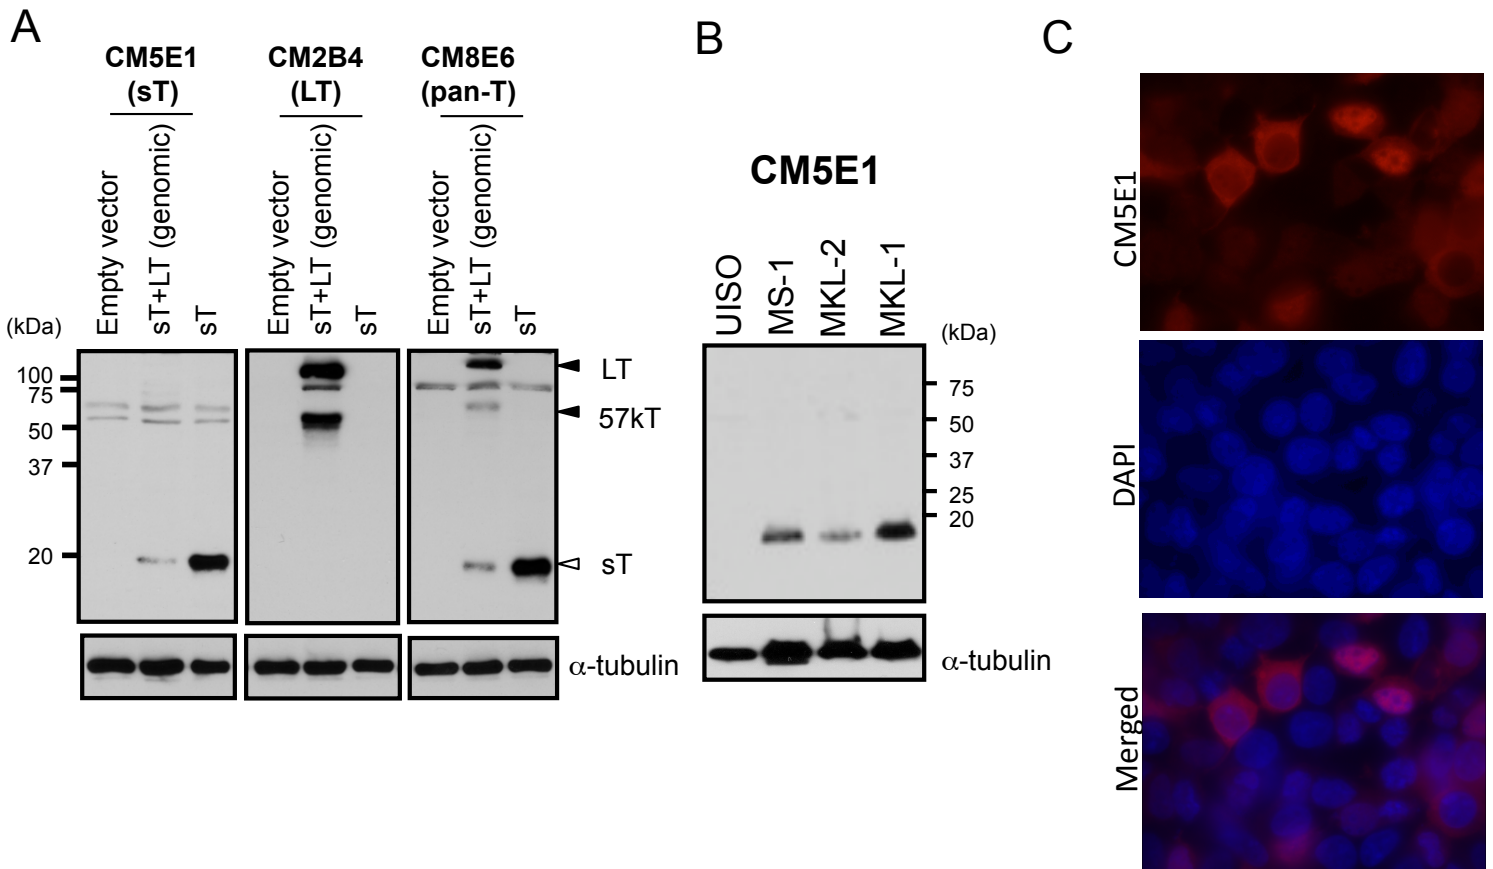 A
CM5E1
(sT)
CM2B4
(LT)
CM8E6
(pan-T)
Empty vector
sT+LT (genomic)
sT
Empty vector
sT+LT (genomic)
sT
Empty vector
sT+LT (genomic)
sT
(kDa)
100
75
50
37
20
LT
57kT
sT
α-tubulin
B
CM5E1
UISO
MS-1
MKL-2
MKL-1
(kDa)
75
50
37
25
20
α-tubulin
C
CM5E1
DAPI
Merged